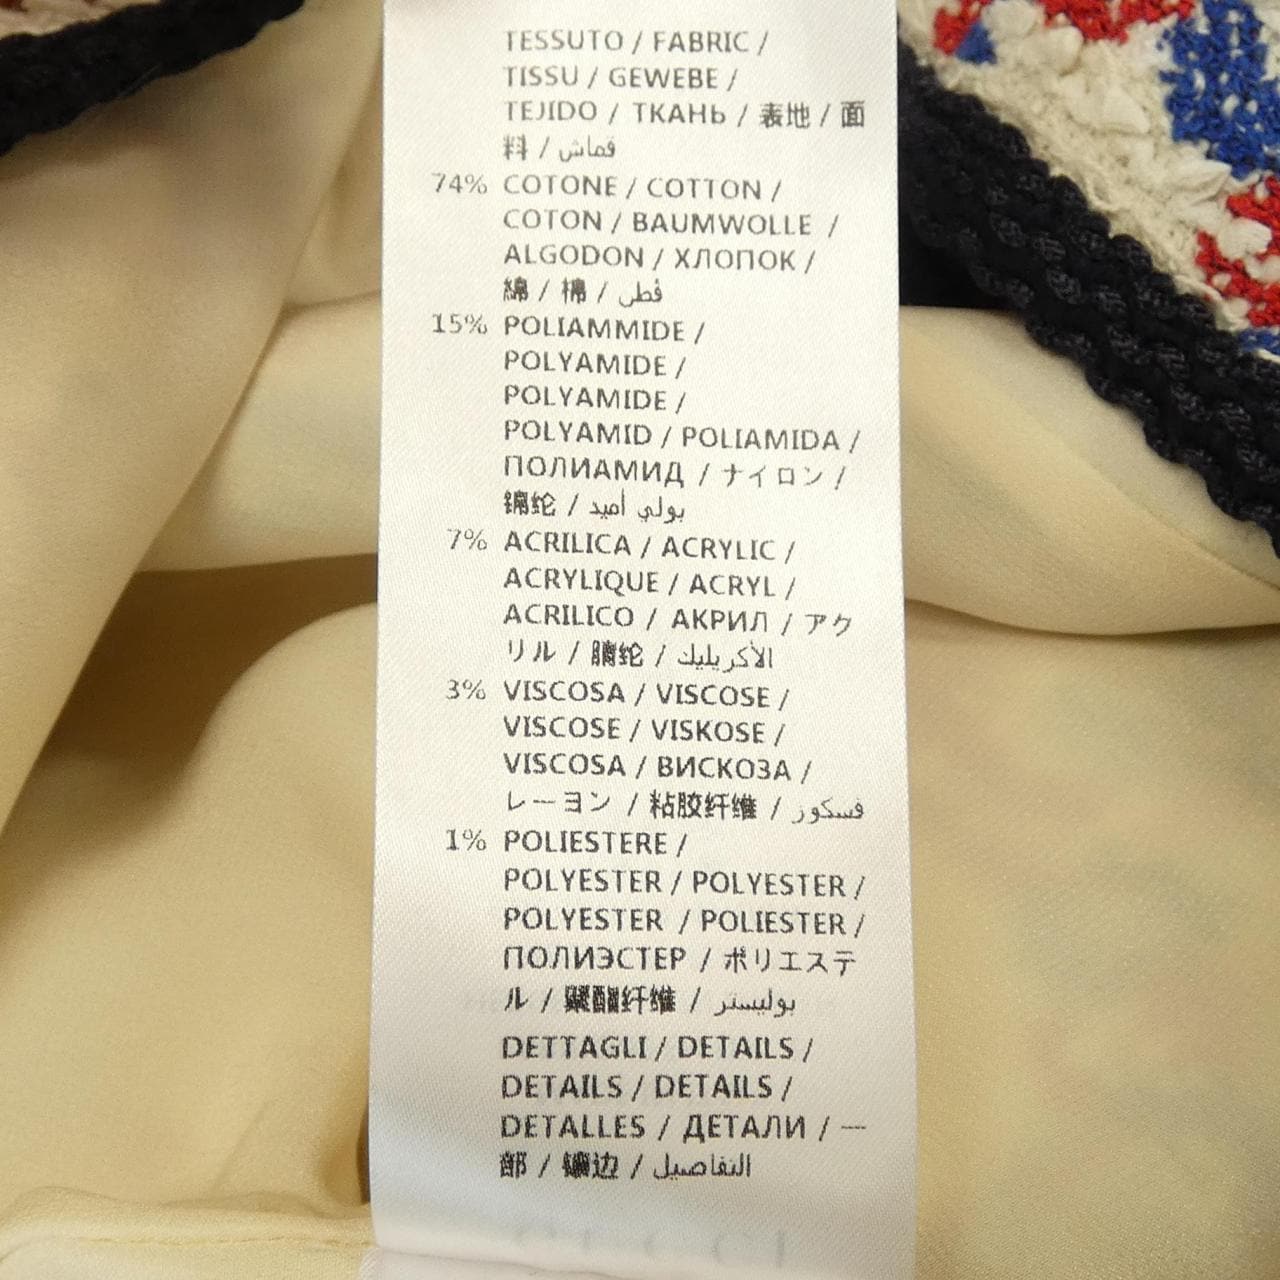 TESSUTO / FABRIC /
TISSU / GEWEBE /
TEJIDO / ТКАНЬ / 表地 / 面
料 / قماش
74% COTONE / COTTON /
COTON / BAUMWOLLE /
ALGODON / ХЛОПОК /
綿 / 棉 / قطن
15% POLIAMMIDE /
POLYAMIDE /
POLYAMIDE /
POLYAMID / POLIAMIDA /
ПОЛИАМИД / ナイロン /
锦纶 / بولي أميد
7% ACRILICA / ACRYLIC /
ACRYLIQUE / ACRYL /
ACRILICO / АКРИЛ / アク
リル / 腈纶 / الأكريليك
3% VISCOSA / VISCOSE /
VISCOSE / VISKOSE /
VISCOSA / ВИСКОЗА /
レーヨン / 粘胶纤维 / فسكوز
1% POLIESTERE /
POLYESTER / POLYESTER /
POLYESTER / POLIESTER /
ПОЛИЭСТЕР / ポリエステ
ル / 聚酯纤维 / بوليستر
DETTAGLI / DETAILS /
DETAILS / DETAILS /
DETALLES / ДЕТАЛИ / 一
部 / 镶边 / التفاصيل